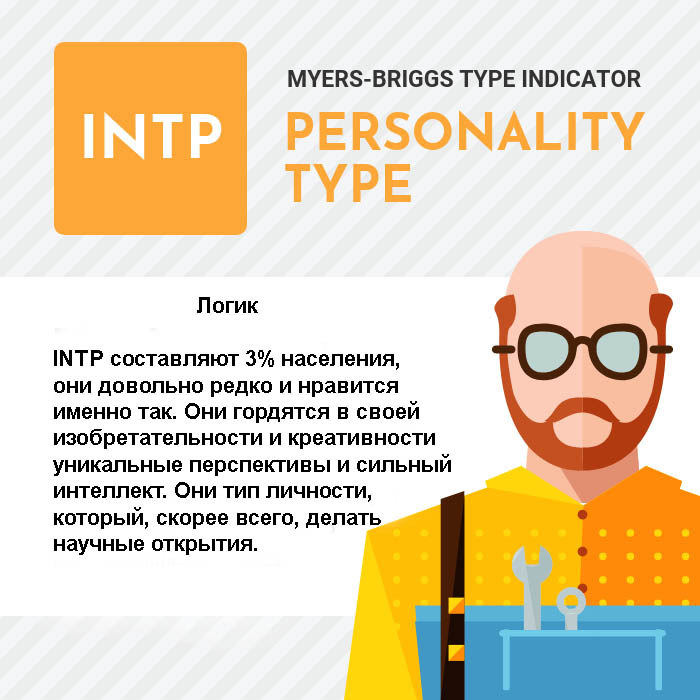 INTP
MYERS-BRIGGS TYPE INDICATOR
PERSONALITY
TYPE
Логик
INTP составляют 3% населения,
они довольно редко и нравится
именно так. Они гордятся в своей
изобретательности и креативности
уникальные перспективы и сильный
интеллект. Они тип личности,
который, скорее всего, делать
научные открытия.